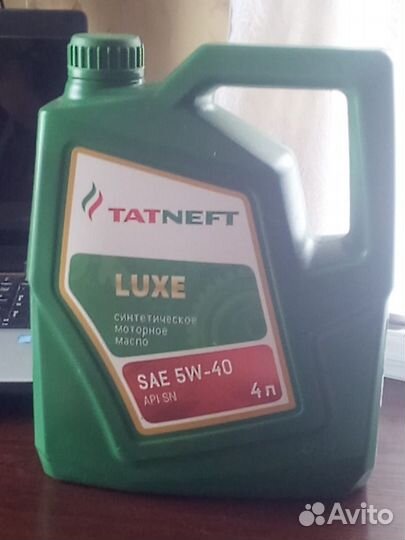 TATNEFT
LUXE
синтетическое
моторное
масло
SAE 5W-40
API SN
4 л
Avito